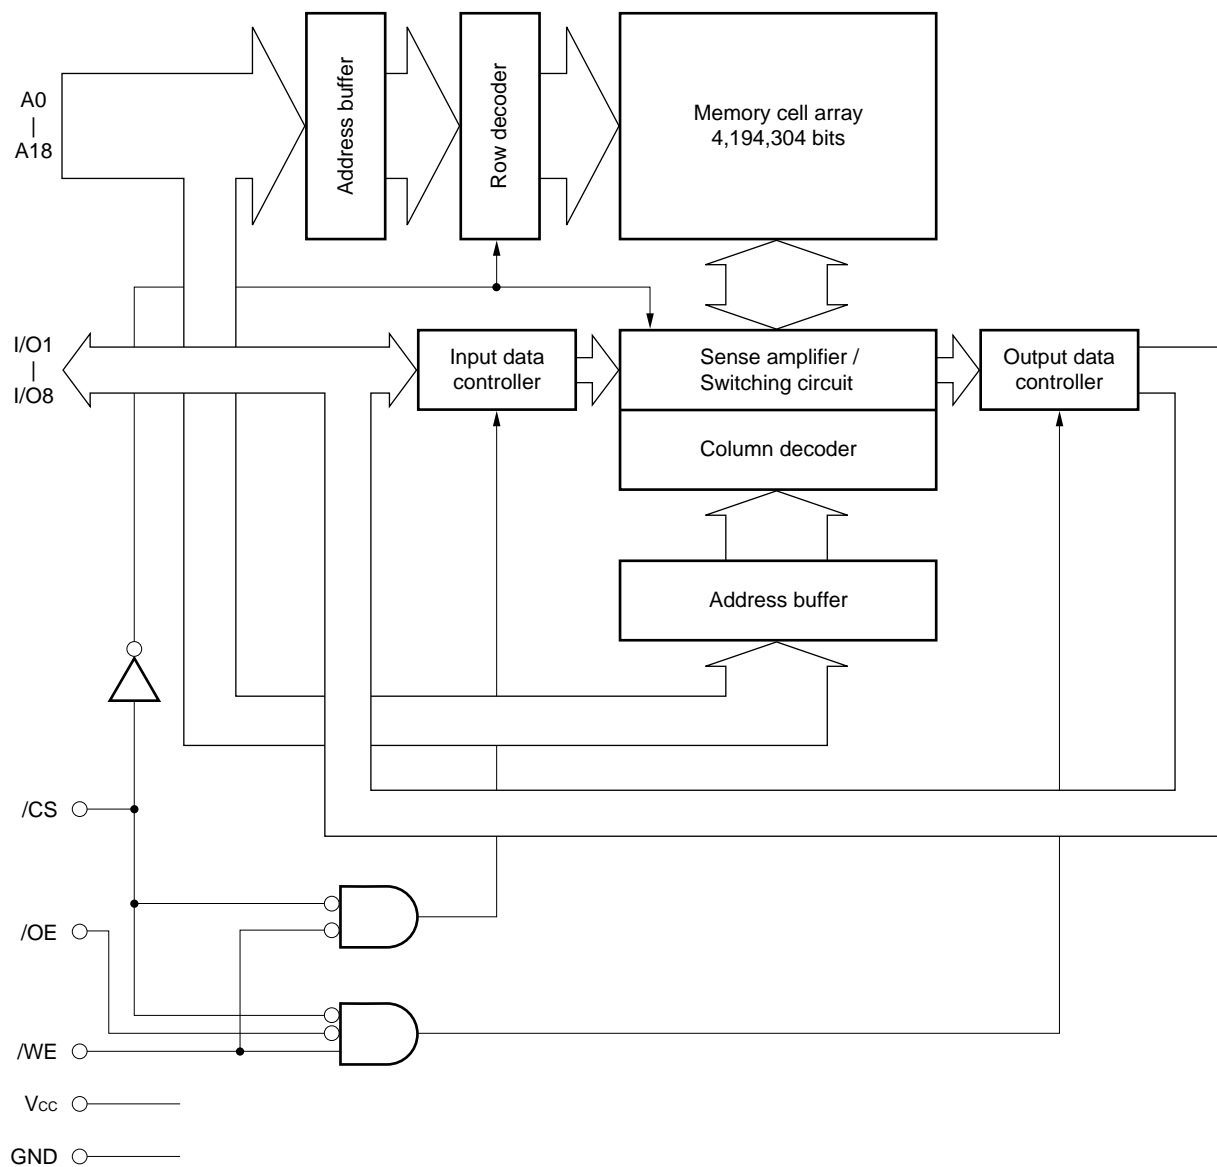 A0
|
A18
Address buffer
Row decoder
Memory cell array
4,194,304 bits
I/O1
|
I/O8
Input data
controller
Sense amplifier /
Switching circuit
Output data
controller
Column decoder
Address buffer
/CS
/OE
/WE
VCC
GND